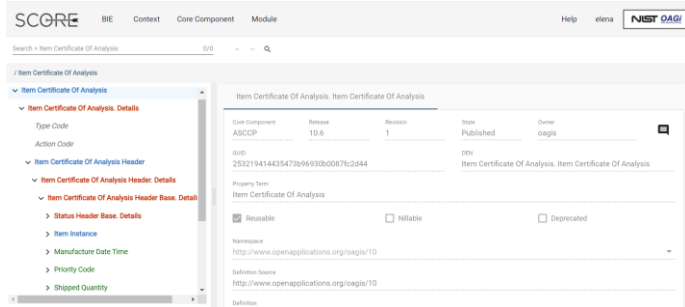 SCORE BIE Context Core Component Module Help elena NIST OAGi
Search > Item Certificate Of Analysis 0/0
/ Item Certificate Of Analysis
Item Certificate Of Analysis
Item Certificate Of Analysis. Details
Type Code
Action Code
Item Certificate Of Analysis Header
Item Certificate Of Analysis Header. Details
Item Certificate Of Analysis Header Base. Detail
Status Header Base. Details
Item Instance
Manufacture Date Time
Priority Code
Shipped Quantity
Item Certificate Of Analysis. Item Certificate Of Analysis
Core Component Release Revision State Owner
ASCCP 10.6 1 Published oagis
GUID DEN
253219414435473b96930b0087fc2d44 Item Certificate Of Analysis. Item Certificate Of Analysis
Property Term
Item Certificate Of Analysis
Reusable Nillable Deprecated
Namespace
http://www.openapplications.org/oagis/10
Definition Source
http://www.openapplications.org/oagis/10
Definition